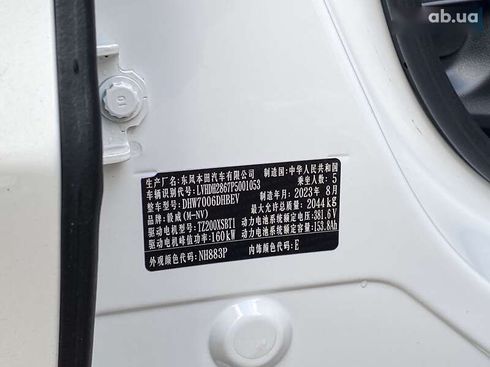 ab.ua
生产厂商:东风本田汽车有限公司 制造国:中华人民共和国
车辆识别代号:LVHDH2867P5001053 乘坐人数:5
整车型号:DHW7006DHBEV 制造年月:2023年8月
品牌:毅威(M-NV) 最大允许总质量:2044kg
驱动电机型号:TZ200XSBT1 动力电池系统额定电压:381.6V
驱动电机峰值功率:160kW 动力电池系统额定容量:153.8Ah
外观颜色代码:NH883P 内饰颜色代码:E